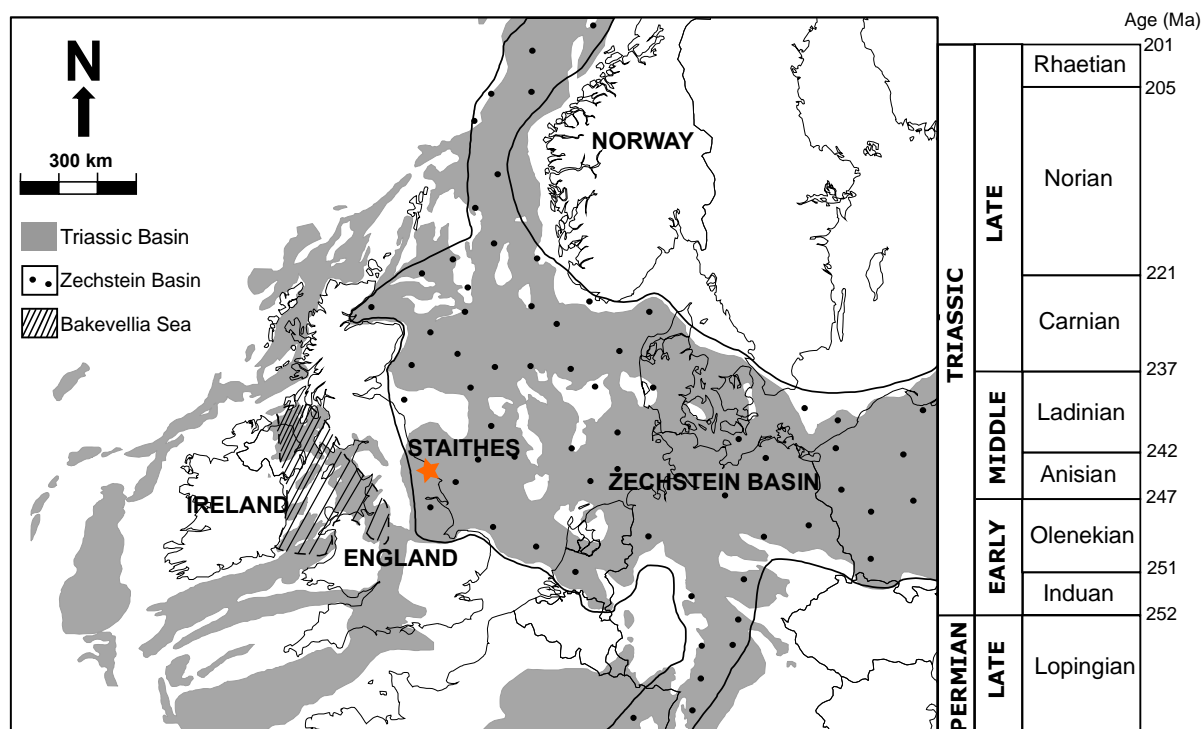 N
300 km
Triassic Basin
Zechstein Basin
Bakevellia Sea
NORWAY
STAITHES
ZECHSTEIN BASIN
IRELAND
ENGLAND
Age (Ma)
TRIASSIC
PERMIAN
LATE
MIDDLE
EARLY
LATE
Rhaetian
Norian
Carnian
Ladinian
Anisian
Olenekian
Induan
Lopingian
201
205
221
237
242
247
251
252